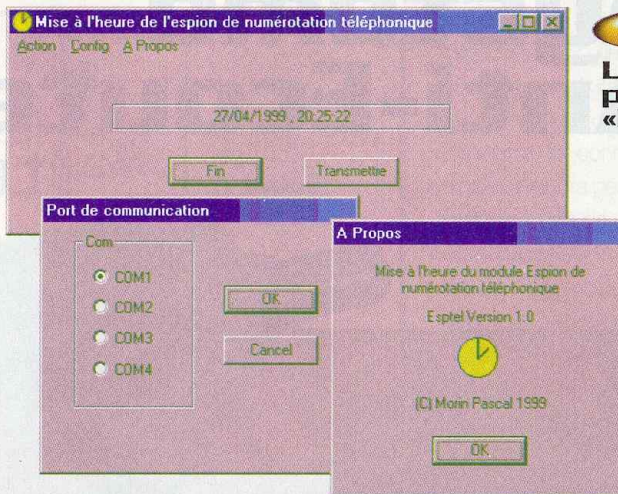 Mise à l'heure de l'espion de numérotation téléphonique
Action Config A Propos
27/04/1999 , 20:25:22
Fin Transmettre
Port de communication
Com
COM1
COM2
COM3
COM4
OK
Cancel
A Propos
Mise à l'heure du module Espion de
numérotation téléphonique
Esptel Version 1.0
(C) Morin Pascal 1999
OK
L
P
«